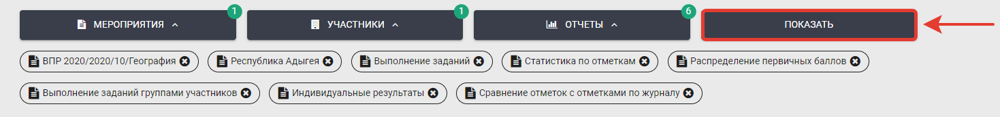 1 1 6
МЕРОПРИЯТИЯ УЧАСТНИКИ ОТЧЕТЫ ПОКАЗАТЬ
ВПР 2020/2020/10/География Республика Адыгея Выполнение заданий Статистика по отметкам Распределение первичных баллов
Выполнение заданий группами участников Индивидуальные результаты Сравнение отметок с отметками по журналу